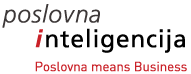 poslovna
inteligencija
Poslovna means Business